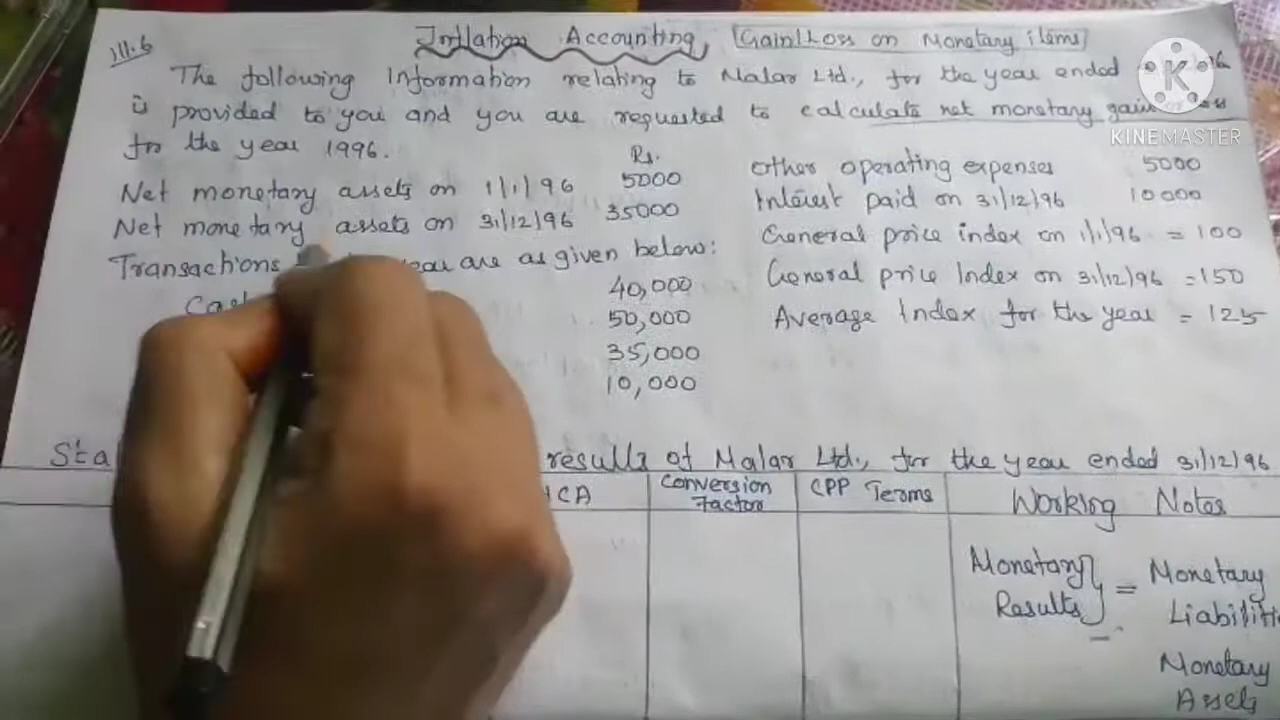 111.6
Inflation Accounting [Gain/Loss on Monetary items]
The following Information relating to Malar Ltd., for the year ended
is provided to you and you are requested to calculate net monetary gain or loss
for the year 1996.
Rs.
Net monetary assets on 1/1/96 5000
Net monetary assets on 31/12/96 35000
Transactions year are as given below:
40,000
50,000
35,000
10,000
Other operating expenses 5000
Interest paid on 31/12/96 10000
General price index on 1/1/96 = 100
General price Index on 31/12/96 = 150
Average Index for the year = 125
K
KINEMASTER
results of Malar Ltd., for the year ended 31/12/96
HCA Conversion Factor CPP Terms Working Notes
Monetary Results } = Monetary
Monetary
Assets